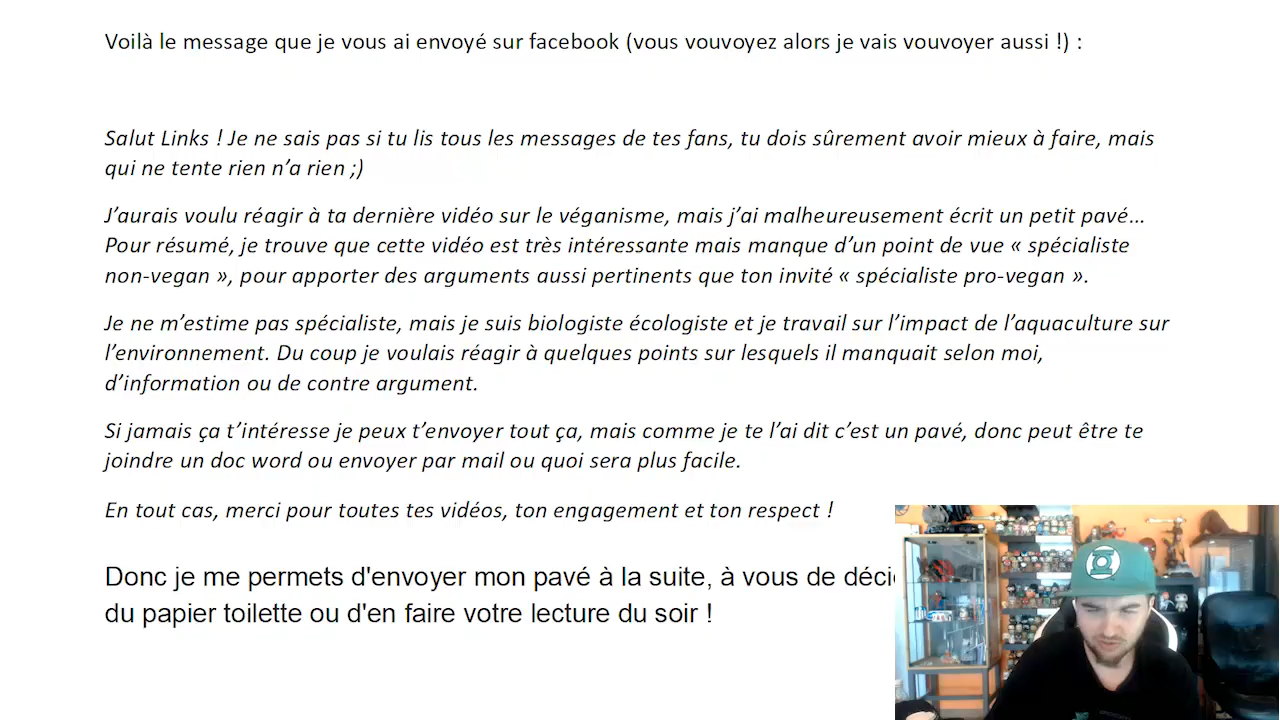 Voilà le message que je vous ai envoyé sur facebook (vous vouvoyez alors je vais vouvoyer aussi !) :
Salut Links ! Je ne sais pas si tu lis tous les messages de tes fans, tu dois sûrement avoir mieux à faire, mais
qui ne tente rien n’a rien ;)
J’aurais voulu réagir à ta dernière vidéo sur le véganisme, mais j’ai malheureusement écrit un petit pavé…
Pour résumé, je trouve que cette vidéo est très intéressante mais manque d’un point de vue « spécialiste
non-vegan », pour apporter des arguments aussi pertinents que ton invité « spécialiste pro-vegan ».
Je ne m’estime pas spécialiste, mais je suis biologiste écologiste et je travail sur l’impact de l’aquaculture sur
l’environnement. Du coup je voulais réagir à quelques points sur lesquels il manquait selon moi,
d’information ou de contre argument.
Si jamais ça t’intéresse je peux t’envoyer tout ça, mais comme je te l’ai dit c’est un pavé, donc peut être te
joindre un doc word ou envoyer par mail ou quoi sera plus facile.
En tout cas, merci pour toutes tes vidéos, ton engagement et ton respect !
Donc je me permets d'envoyer mon pavé à la suite, à vous de
du papier toilette ou d'en faire votre lecture du soir !